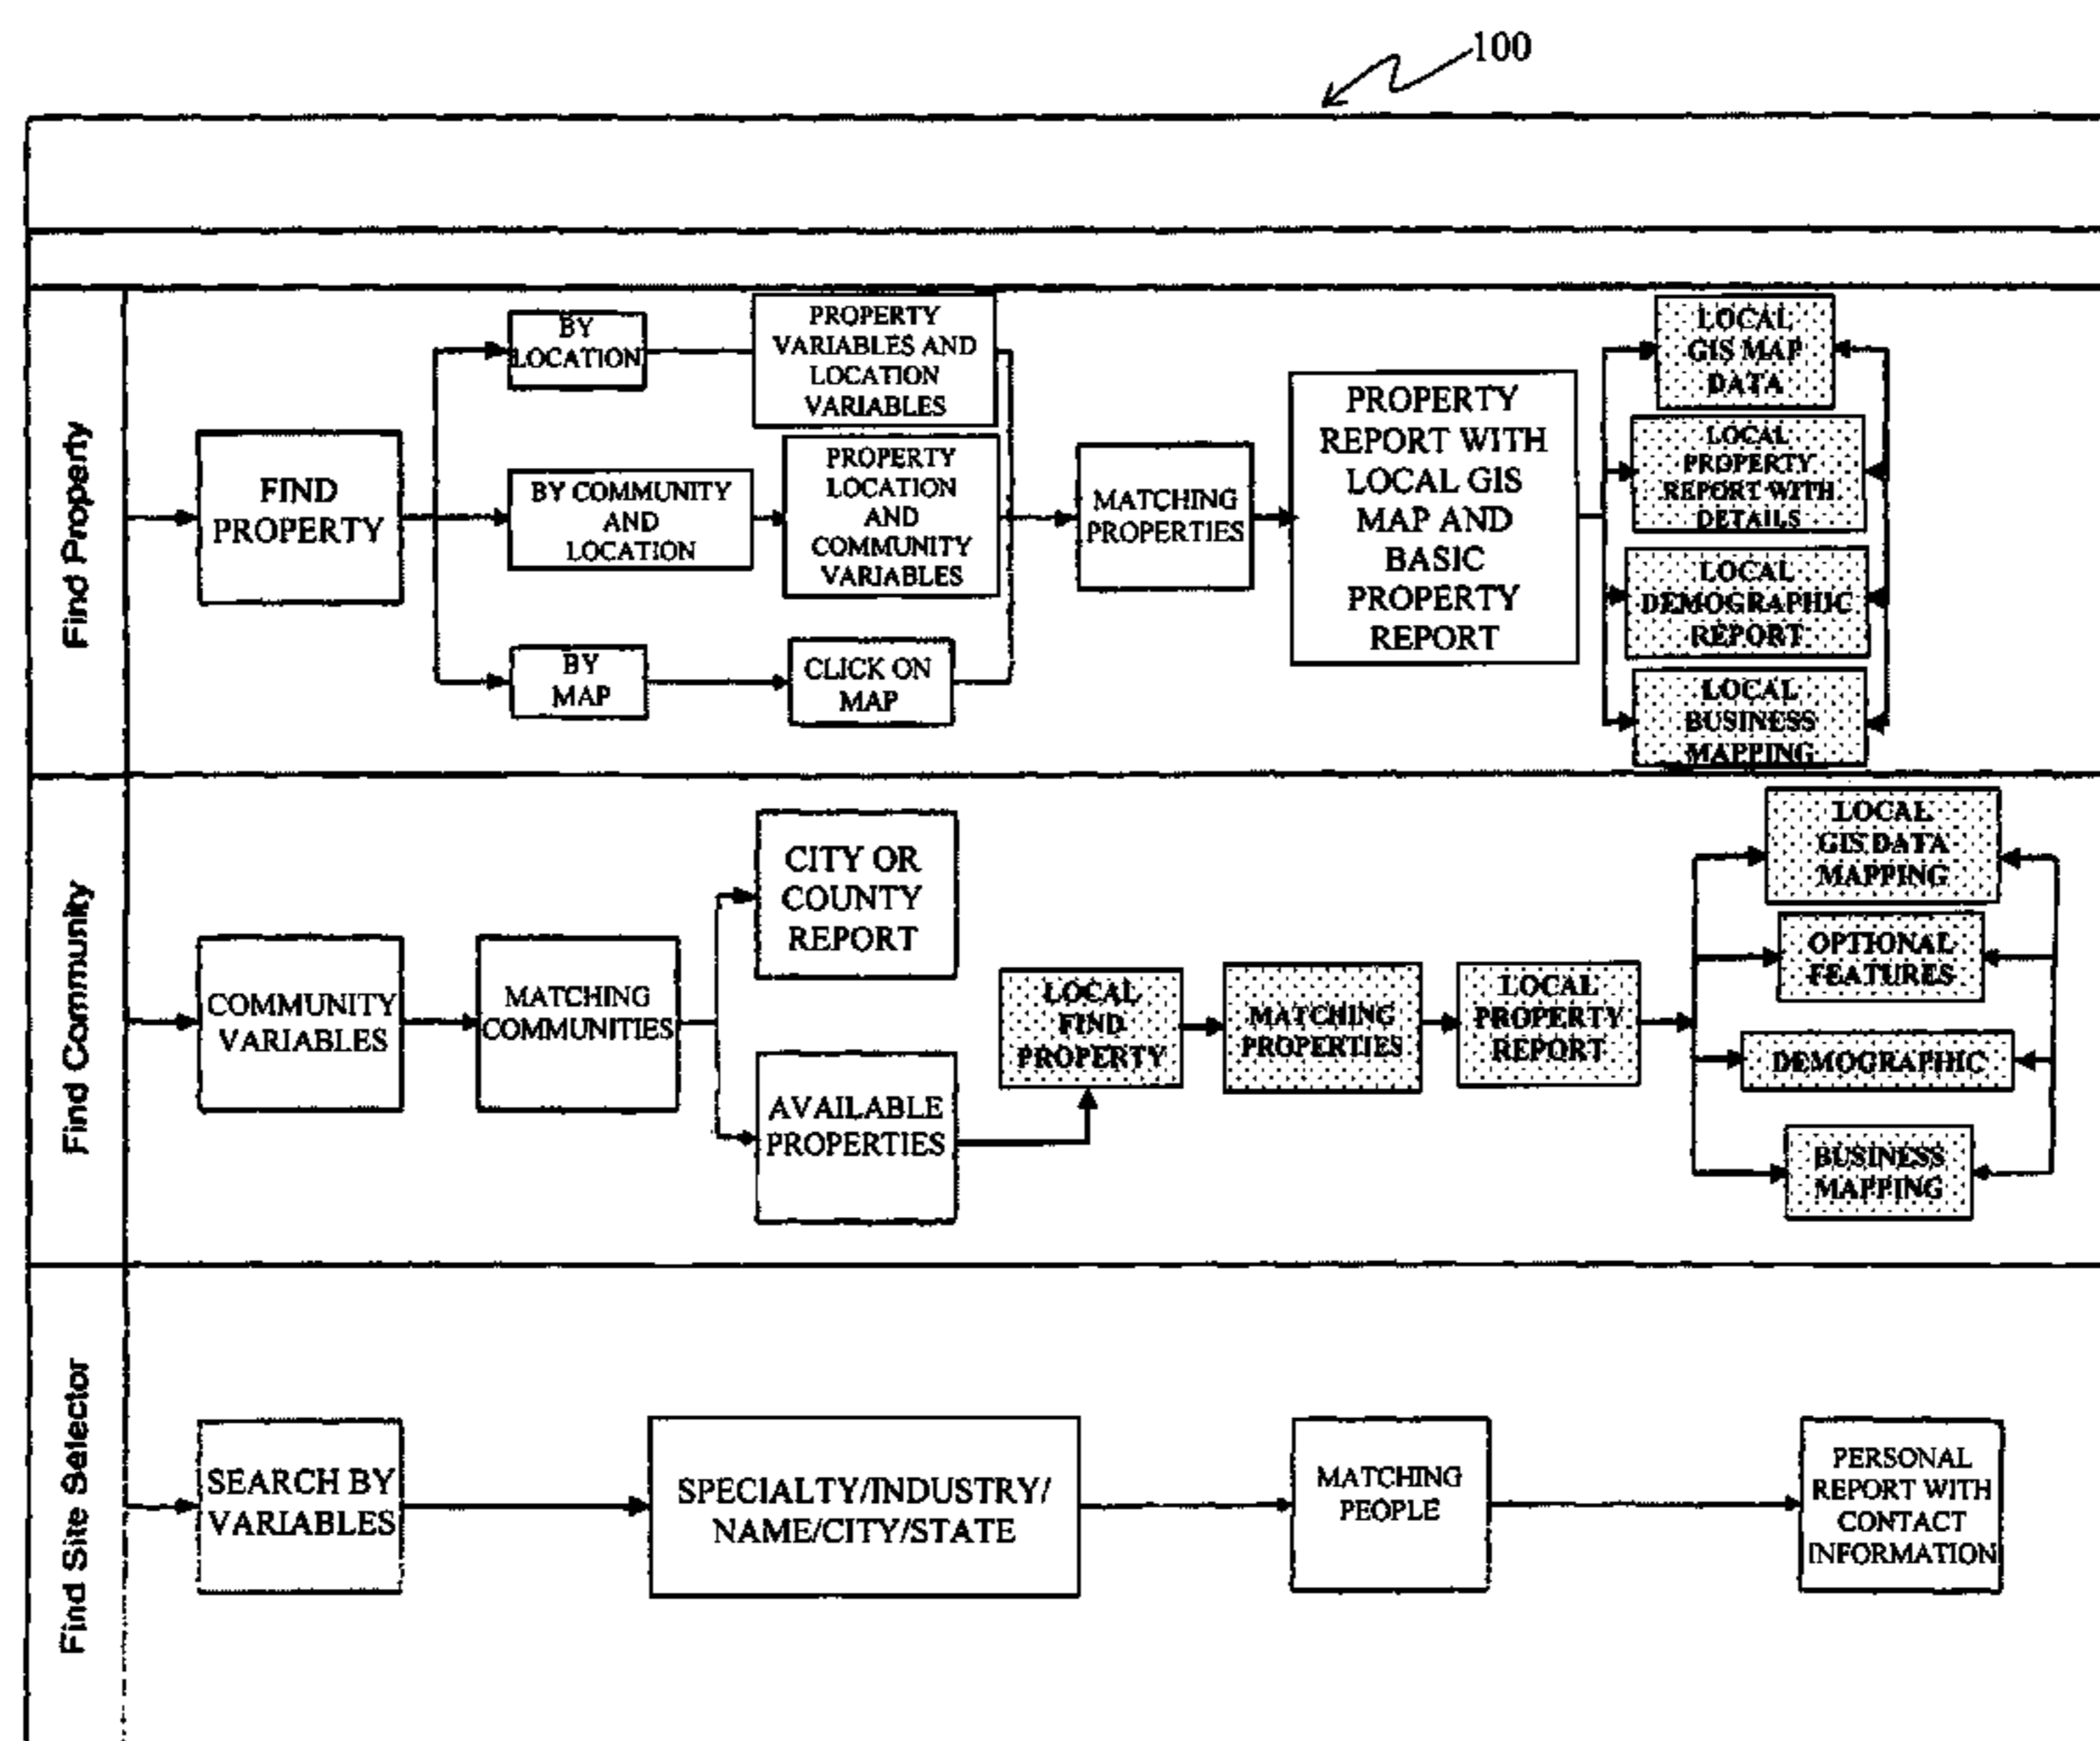 100
Find Property
FIND
PROPERTY
BY
LOCATION
PROPERTY
VARIABLES AND
LOCATION
VARIABLES
BY COMMUNITY
AND
LOCATION
PROPERTY
LOCATION
AND
COMMUNITY
VARIABLES
BY
MAP
CLICK ON
MAP
MATCHING
PROPERTIES
PROPERTY
REPORT WITH
LOCAL GIS
MAP AND
BASIC
PROPERTY
REPORT
LOCAL
GIS MAP
DATA
LOCAL
PROPERTY
REPORT WITH
DETAILS
LOCAL
DEMOGRAPHIC
REPORT
LOCAL
BUSINESS
MAPPING
Find Community
COMMUNITY
VARIABLES
MATCHING
COMMUNITIES
CITY OR
COUNTY
REPORT
AVAILABLE
PROPERTIES
LOCAL
FIND
PROPERTY
MATCHING
PROPERTIES
LOCAL
PROPERTY
REPORT
LOCAL
GIS DATA
MAPPING
OPTIONAL
FEATURES
DEMOGRAPHIC
BUSINESS
MAPPING
Find Site Selector
SEARCH BY
VARIABLES
SPECIALTY/INDUSTRY/
NAME/CITY/STATE
MATCHING
PEOPLE
PERSONAL
REPORT WITH
CONTACT
INFORMATION